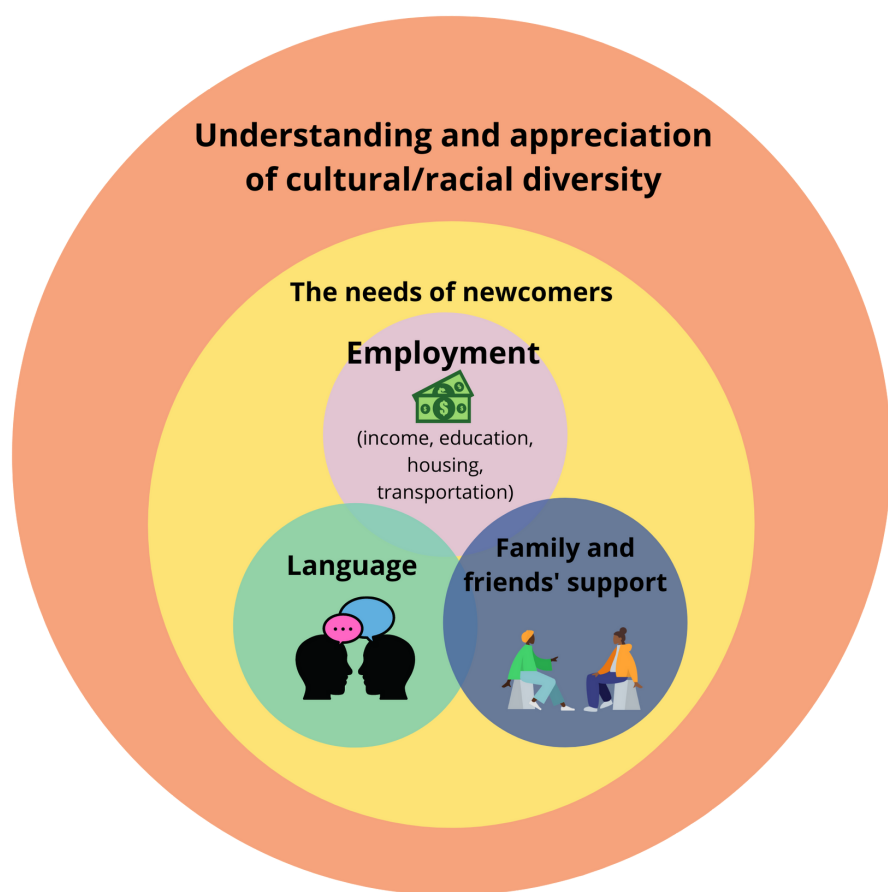 Understanding and appreciation
of cultural/racial diversity
The needs of newcomers
Employment
$ $ $
(income, education,
housing,
transportation)
Language
Family and
friends' support